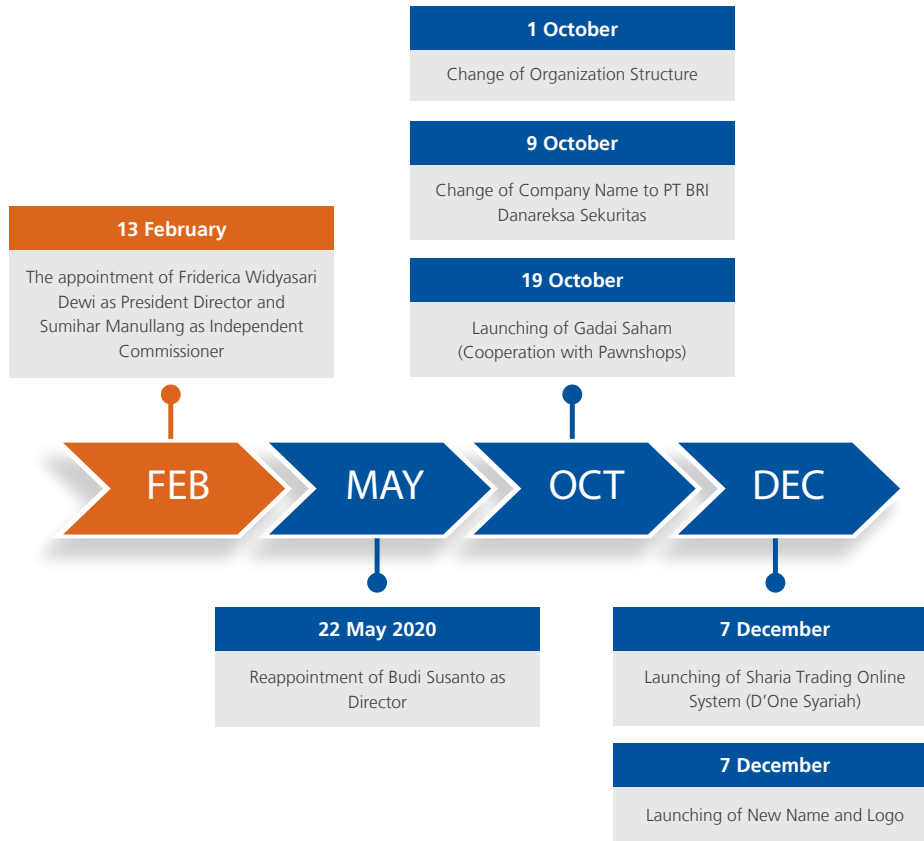 1 October
Change of Organization Structure
9 October
Change of Company Name to PT BRI
Danareksa Sekuritas
13 February
The appointment of Friderica Widyasari
Dewi as President Director and
Sumihar Manullang as Independent
Commissioner
19 October
Launching of Gadai Saham
(Cooperation with Pawnshops)
FEB
MAY
OCT
DEC
22 May 2020
Reappointment of Budi Susanto as
Director
7 December
Launching of Sharia Trading Online
System (D’One Syariah)
7 December
Launching of New Name and Logo